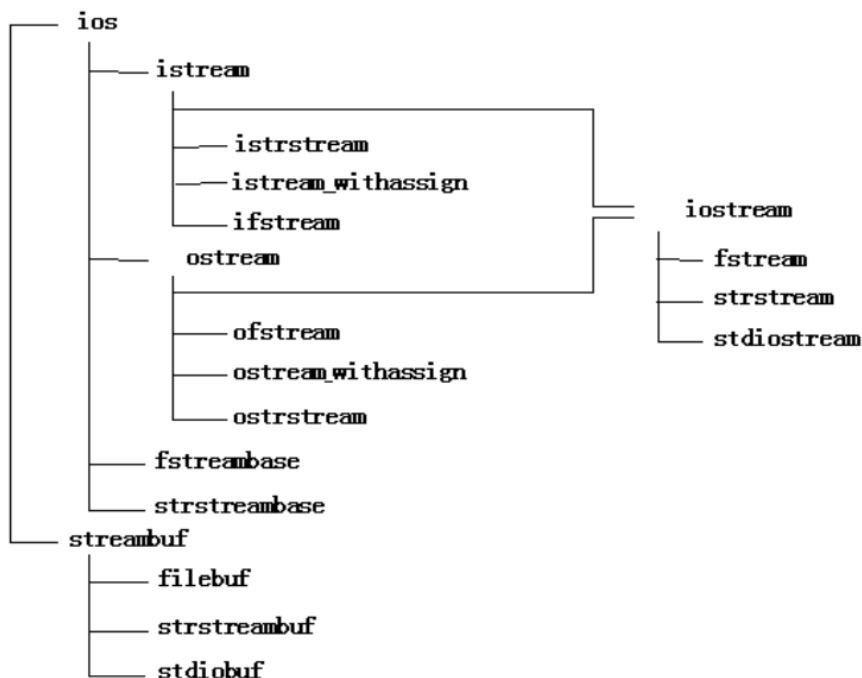 ios
istream
istrstream
istream_withassign
ifstream
ostream
ofstream
ostream_withassign
ostrstream
fstreambase
strstreambase
streambuf
filebuf
strstreambuf
stdiobuf
iostream
fstream
strstream
stdiostream